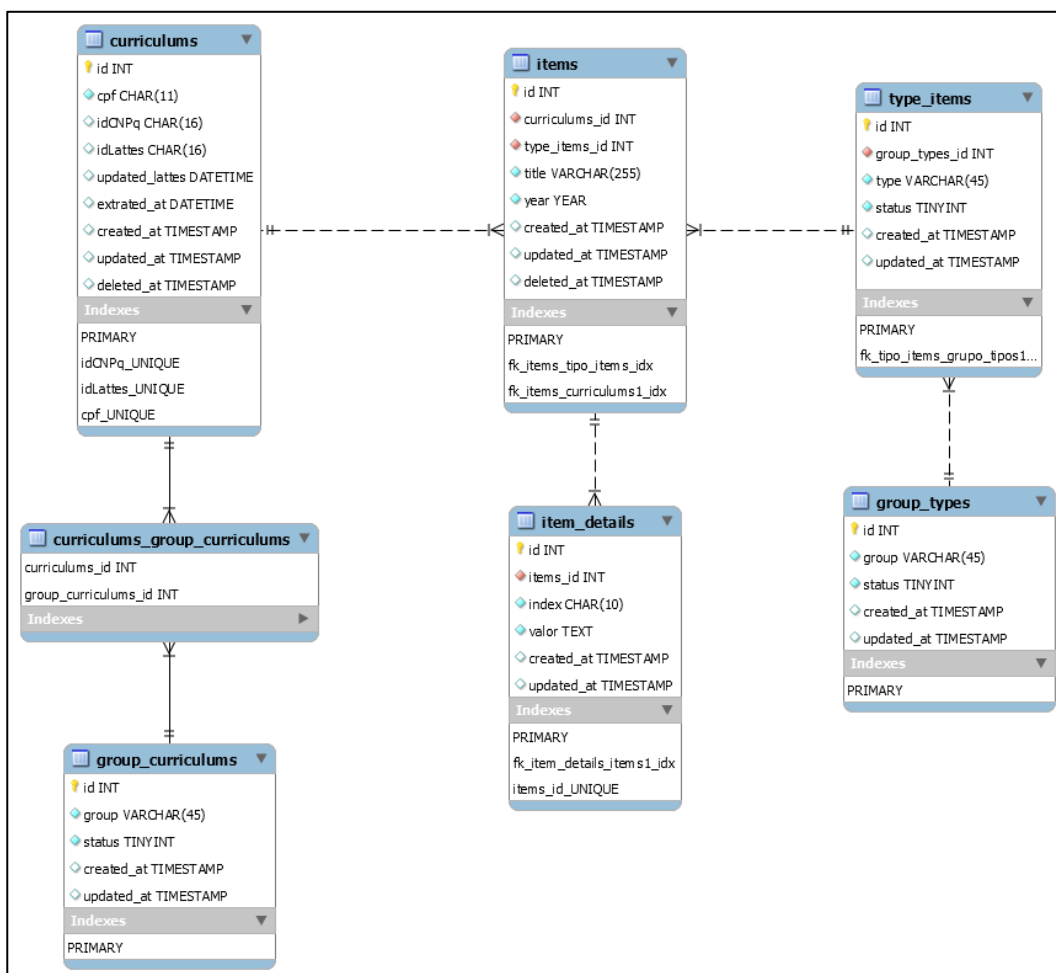 curriculums
id INT
cpf CHAR(11)
idCNPq CHAR(16)
idLattes CHAR(16)
updated_lattes DATETIME
extrated_at DATETIME
created_at TIMESTAMP
updated_at TIMESTAMP
deleted_at TIMESTAMP
Indexes
PRIMARY
idCNPq_UNIQUE
idLattes_UNIQUE
cpf_UNIQUE
items
id INT
curriculums_id INT
type_items_id INT
title VARCHAR(255)
year YEAR
created_at TIMESTAMP
updated_at TIMESTAMP
deleted_at TIMESTAMP
Indexes
PRIMARY
fk_items_tipo_items_idx
fk_items_curriculums1_idx
type_items
id INT
group_types_id INT
type VARCHAR(45)
status TINYINT
created_at TIMESTAMP
updated_at TIMESTAMP
Indexes
PRIMARY
fk_tipo_items_grupo_tipos1...
curriculums_group_curriculums
curriculums_id INT
group_curriculums_id INT
Indexes
item_details
id INT
items_id INT
index CHAR(10)
valor TEXT
created_at TIMESTAMP
updated_at TIMESTAMP
Indexes
PRIMARY
fk_item_details_items1_idx
items_id_UNIQUE
group_types
id INT
group VARCHAR(45)
status TINYINT
created_at TIMESTAMP
updated_at TIMESTAMP
Indexes
PRIMARY
group_curriculums
id INT
group VARCHAR(45)
status TINYINT
created_at TIMESTAMP
updated_at TIMESTAMP
Indexes
PRIMARY